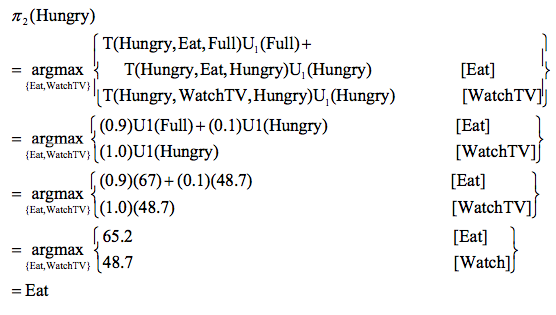 π₂(Hungry)
T(Hungry,Eat,Full)U₁(Full)+
= argmax T(Hungry,Eat,Hungry)U₁(Hungry) [Eat]
{Eat,WatchTV} T(Hungry,WatchTV,Hungry)U₁(Hungry) [WatchTV]
= argmax (0.9)U1(Full)+(0.1)U1(Hungry) [Eat]
{Eat,WatchTV} (1.0)U1(Hungry) [WatchTV]
= argmax (0.9)(67)+(0.1)(48.7) [Eat]
{Eat,WatchTV} (1.0)(48.7) [WatchTV]
= argmax 65.2 [Eat]
{Eat,WatchTV} 48.7 [Watch]
= Eat